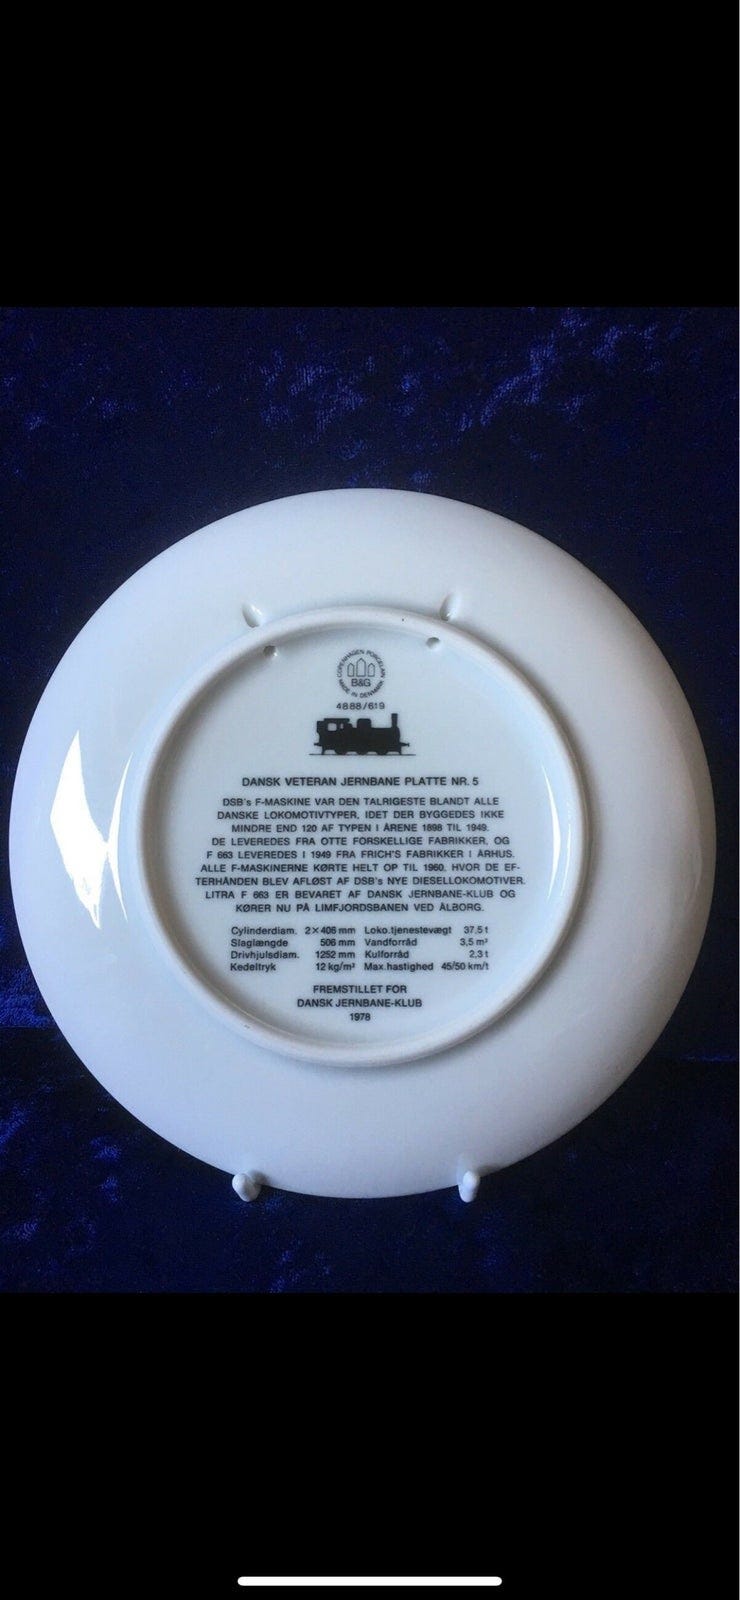 COPENHAGEN PORCELAIN
B&G
MADE IN DENMARK
4888/619
DANSK VETERAN JERNBANE PLATTE NR. 5
DSB's F-MASKINE VAR DEN TALRIGESTE BLANDT ALLE
DANSKE LOKOMOTIVTYPER, IDET DER BYGGEDES IKKE
MINDRE END 120 AF TYPEN I ÅRENE 1898 TIL 1949.
DE LEVEREDES FRA OTTE FORSKELLIGE FABRIKKER, OG
F 663 LEVEREDES I 1949 FRA FRICH'S FABRIKKER I ÅRHUS.
ALLE F-MASKINERNE KØRTE HELT OP TIL 1960, HVOR DE EF-
TERHÅNDEN BLEV AFLØST AF DSB's NYE DIESELLOKOMOTIVER.
LITRA F 663 ER BEVARET AF DANSK JERNBANE-KLUB OG
KØRER NU PÅ LIMFJORDSBANEN VED ÅLBORG.
Cylinderdiam. 2×406 mm Loko.tjenestevægt 37,5 t
Slaglængde 506 mm Vandforråd 3,5 m³
Drivhjulsdiam. 1252 mm Kulforråd 2,3 t
Kedeltryk 12 kg/m² Max.hastighed 45/50 km/t
FREMSTILLET FOR
DANSK JERNBANE-KLUB
1978